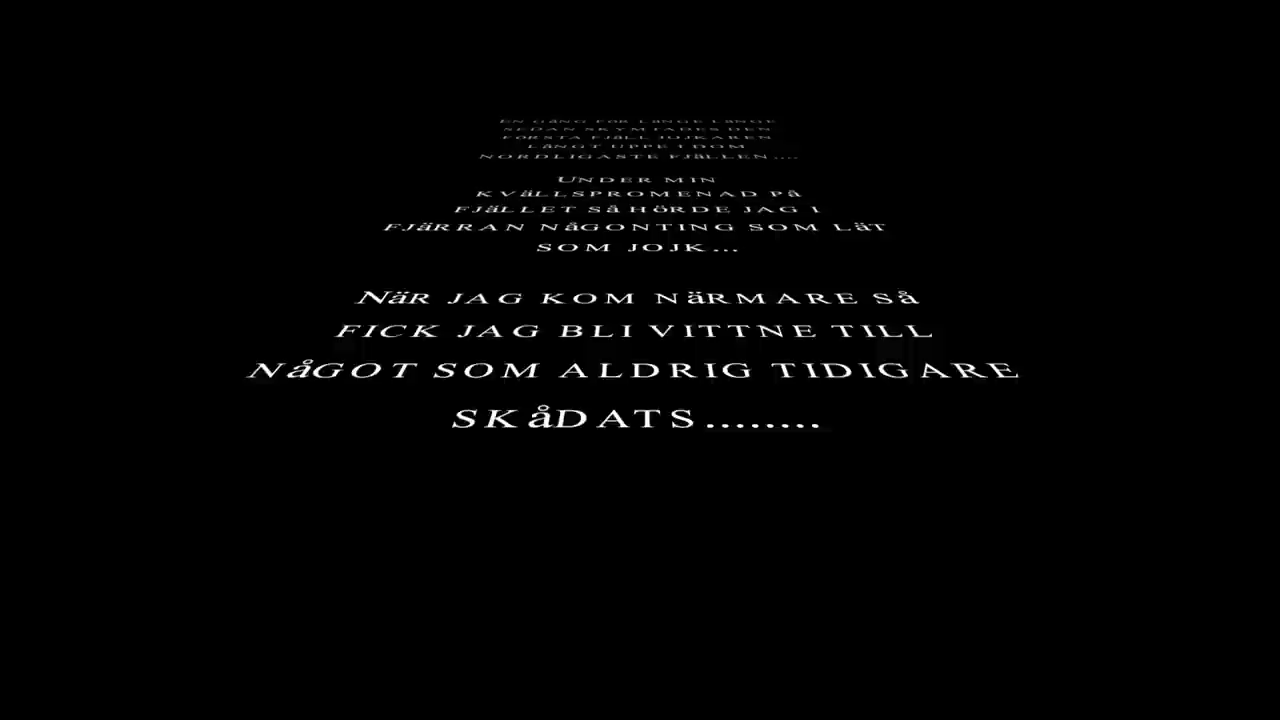 En gång för länge länge
sedan skymtades den
första fjäll jojkaren
långt uppe i dom
nordligaste fjällen....
Under min
kvällspromenad på
fjället så hörde jag i
fjärran någonting som lät
som jojk...
När jag kom närmare så
fick jag bli vittne till
något som aldrig tidigare
skådats........